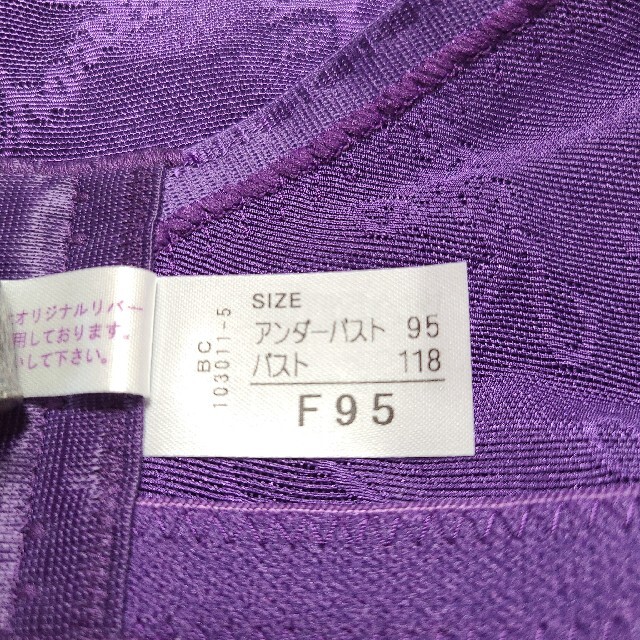 オリジナルリバー
用しております。
して下さい。
BC
103011-5
SIZE
アンダーバスト 95
バスト 118
F95